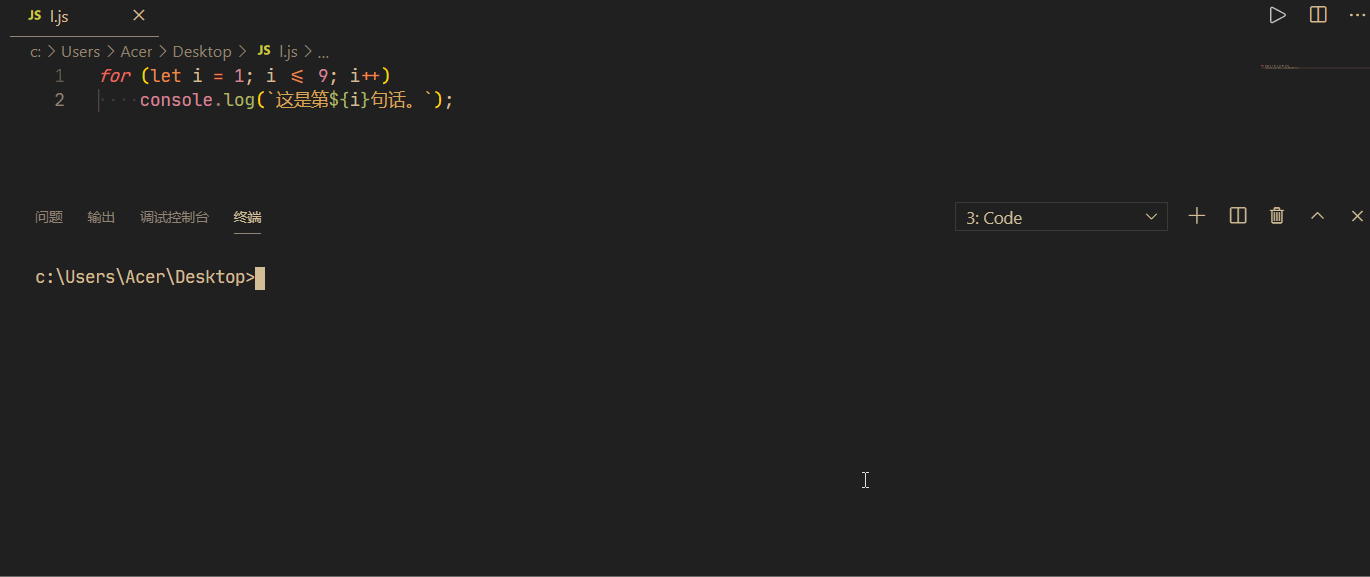 JS l.js
c: > Users > Acer > Desktop > JS l.js > ...
1 for (let i = 1; i <= 9; i++)
2 ····console.log(`这是第${i}句话。`);
问题 输出 调试控制台 终端 3: Code
c:\Users\Acer\Desktop>